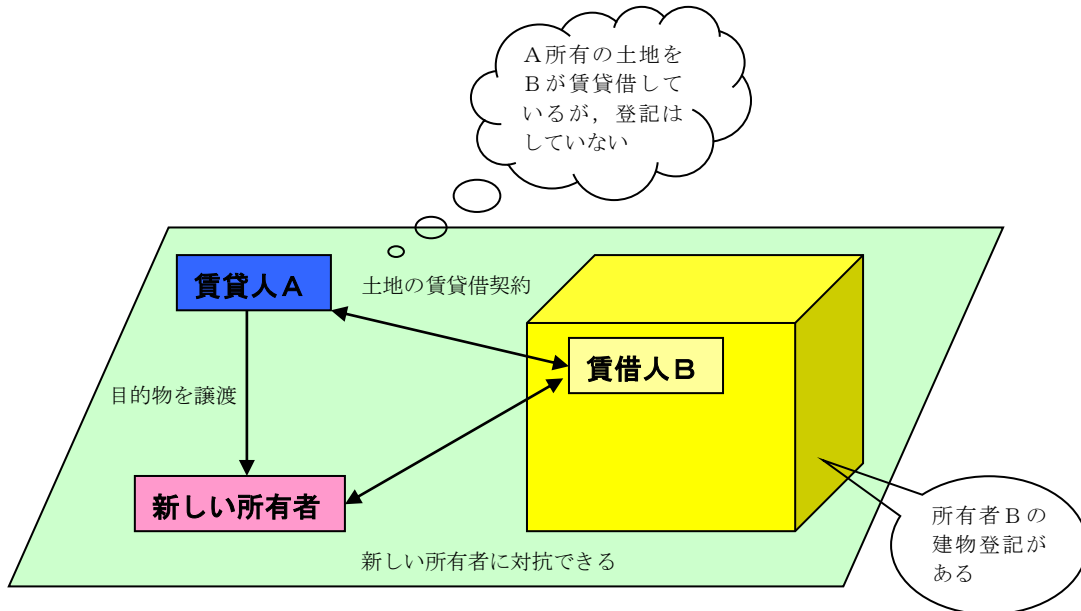 Ａ所有の土地を
Ｂが賃貸借して
いるが，登記は
していない
賃貸人Ａ
土地の賃貸借契約
賃借人Ｂ
目的物を譲渡
新しい所有者
所有者Ｂの
建物登記が
ある
新しい所有者に対抗できる